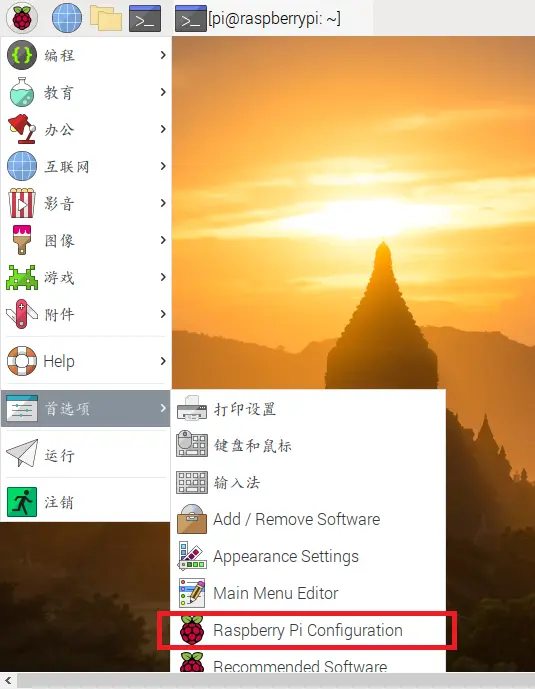 [pi@raspberrypi: ~]
编程
教育
办公
互联网
影音
图像
游戏
附件
Help
首选项
运行
注销
打印设置
键盘和鼠标
输入法
Add / Remove Software
Appearance Settings
Main Menu Editor
Raspberry Pi Configuration
Recommended Software